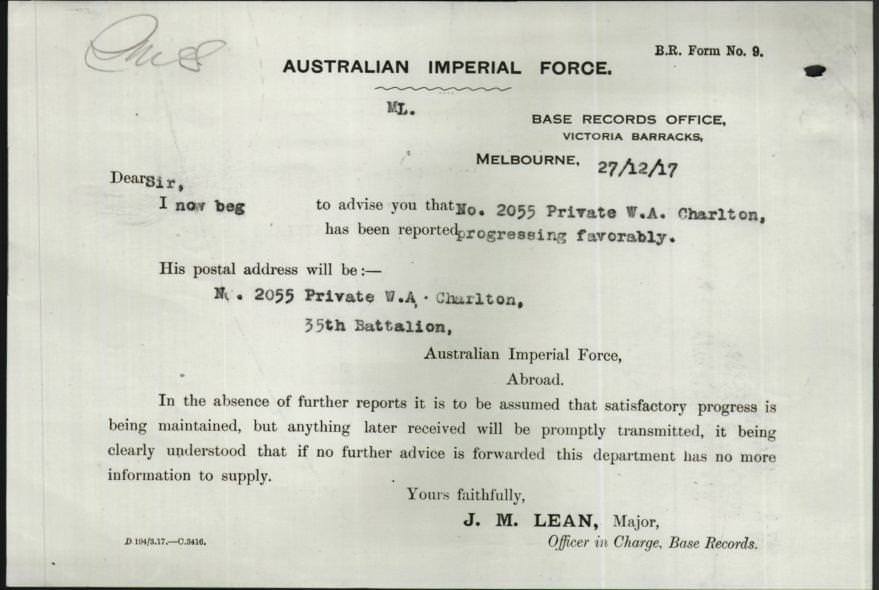 B.R. Form No. 9.
AUSTRALIAN IMPERIAL FORCE.
ML.
BASE RECORDS OFFICE,
VICTORIA BARRACKS,
MELBOURNE, 27/12/17
Dear Sir,
I now beg to advise you that No. 2055 Private W.A. Charlton,
has been reported progressing favorably.
His postal address will be:—
No. 2055 Private W.A. Charlton,
35th Battalion,
Australian Imperial Force,
Abroad.
In the absence of further reports it is to be assumed that satisfactory progress is
being maintained, but anything later received will be promptly transmitted, it being
clearly understood that if no further advice is forwarded this department has no more
information to supply.
Yours faithfully,
J. M. LEAN, Major,
Officer in Charge, Base Records.
D 194/3.17.—C.3416.